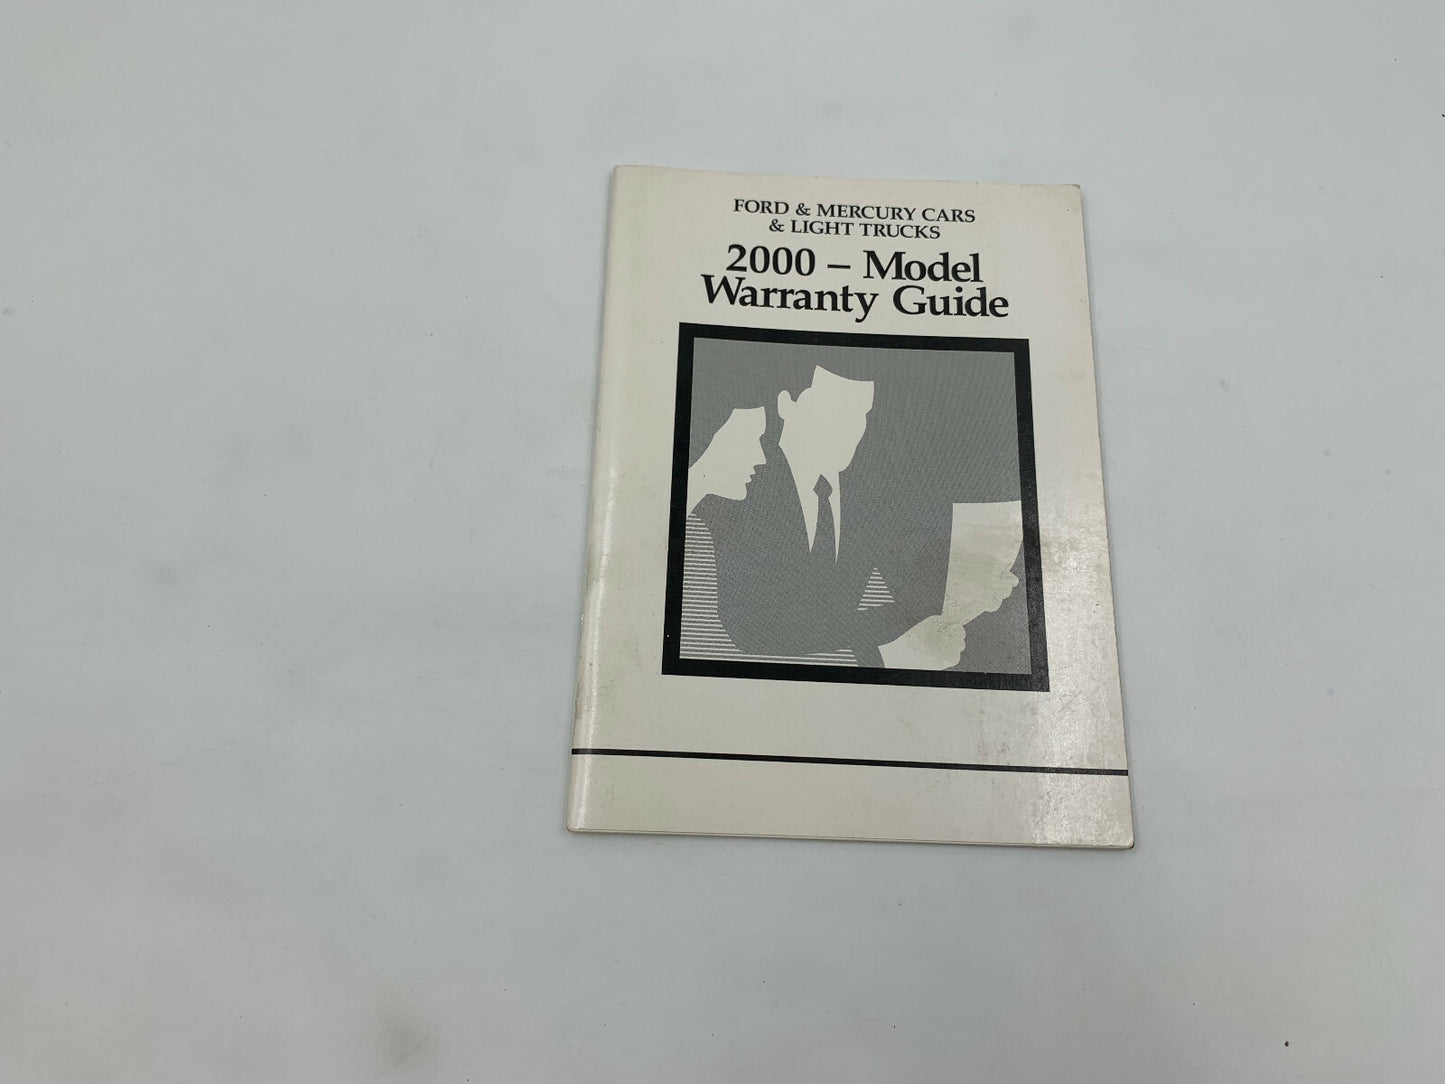 FORD & MERCURY CARS
& LIGHT TRUCKS
2000 – Model
Warranty Guide